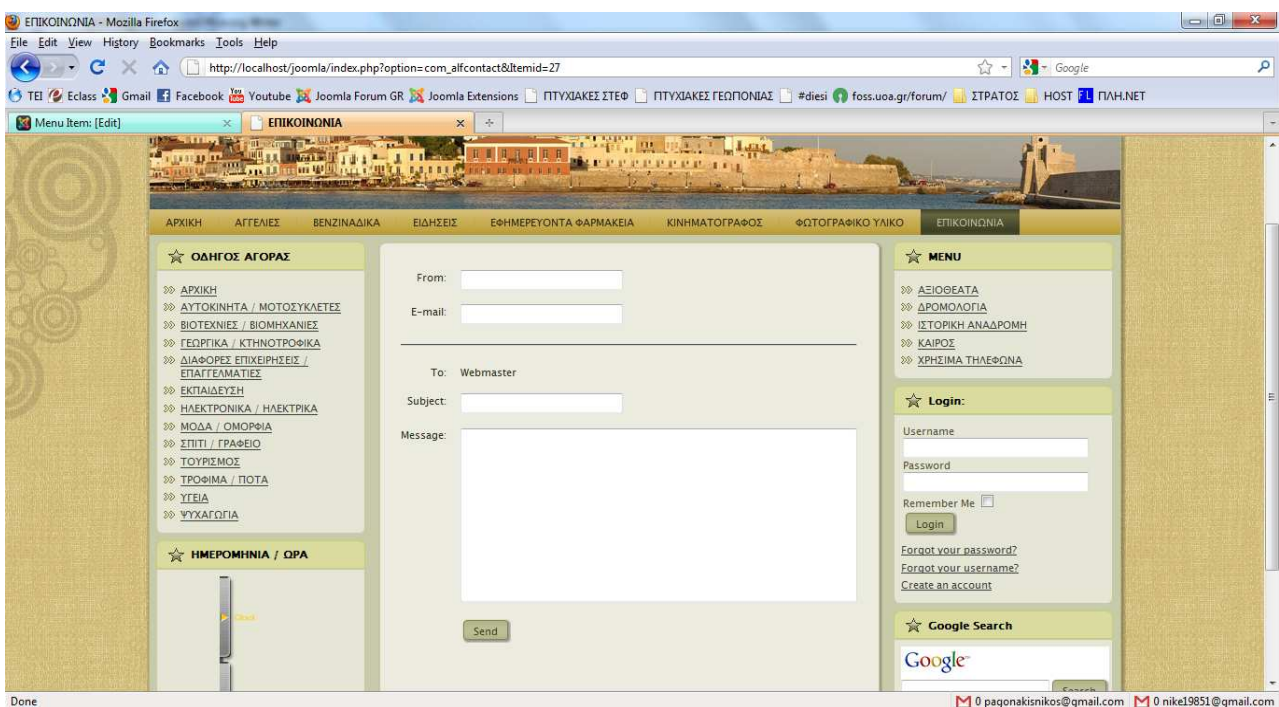 ΕΠΙΚΟΙΝΩΝΙΑ - Mozilla Firefox
File Edit View History Bookmarks Tools Help
http://localhost/joomla/index.php?option=com_alfcontact&Itemid=27
Google
TEI Eclass Gmail Facebook Youtube Joomla Forum GR Joomla Extensions ΠΤΥΧΙΑΚΕΣ ΣΤΕΦ ΠΤΥΧΙΑΚΕΣ ΓΕΩΠΟΝΙΑΣ #diesi foss.uoa.gr/forum/ ΣΤΡΑΤΟΣ HOST FL ΠΛΗ.ΝΕΤ
Menu Item: [Edit]
ΕΠΙΚΟΙΝΩΝΙΑ
ΑΡΧΙΚΗ ΑΓΓΕΛΙΕΣ ΒΕΝΖΙΝΑΔΙΚΑ ΕΙΔΗΣΕΙΣ ΕΦΗΜΕΡΕΥΟΝΤΑ ΦΑΡΜΑΚΕΙΑ ΚΙΝΗΜΑΤΟΓΡΑΦΟΣ ΦΩΤΟΓΡΑΦΙΚΟ ΥΛΙΚΟ ΕΠΙΚΟΙΝΩΝΙΑ
ΟΔΗΓΟΣ ΑΓΟΡΑΣ
ΑΡΧΙΚΗ
ΑΥΤΟΚΙΝΗΤΑ / ΜΟΤΟΣΥΚΛΕΤΕΣ
ΒΙΟΤΕΧΝΙΕΣ / ΒΙΟΜΗΧΑΝΙΕΣ
ΓΕΩΡΓΙΚΑ / ΚΤΗΝΟΤΡΟΦΙΚΑ
ΔΙΑΦΟΡΕΣ ΕΠΙΧΕΙΡΗΣΕΙΣ /
ΕΠΑΓΓΕΛΜΑΤΙΕΣ
ΕΚΠΑΙΔΕΥΣΗ
ΗΛΕΚΤΡΟΝΙΚΑ / ΗΛΕΚΤΡΙΚΑ
ΜΟΔΑ / ΟΜΟΡΦΙΑ
ΣΠΙΤΙ / ΓΡΑΦΕΙΟ
ΤΟΥΡΙΣΜΟΣ
ΤΡΟΦΙΜΑ / ΠΟΤΑ
ΥΓΕΙΑ
ΨΥΧΑΓΩΓΙΑ
ΗΜΕΡΟΜΗΝΙΑ / ΩΡΑ
From:
E-mail:
To: Webmaster
Subject:
Message:
Send
MENU
ΑΞΙΟΘΕΑΤΑ
ΔΡΟΜΟΛΟΓΙΑ
ΙΣΤΟΡΙΚΗ ΑΝΑΔΡΟΜΗ
ΚΑΙΡΟΣ
ΧΡΗΣΙΜΑ ΤΗΛΕΦΩΝΑ
Login:
Username
Password
Remember Me
Login
Forgot your password?
Forgot your username?
Create an account
Google Search
Google
Search
Done
0 pagonakisnikos@gmail.com 0 nike19851@gmail.com